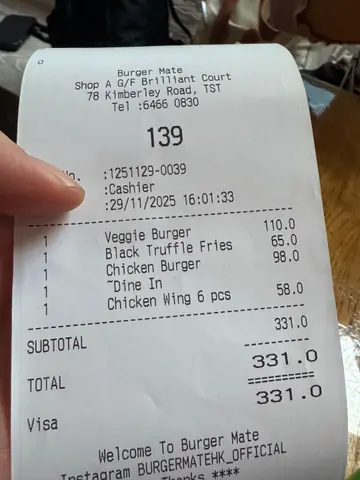 Burger Mate
Shop A G/F Brilliant Court
78 Kimberley Road, TST
Tel :6466 0830
139
No. :1251129-0039
:Cashier
:29/11/2025 16:01:33
1 Veggie Burger 110.0
1 Black Truffle Fries 65.0
1 Chicken Burger 98.0
1 ~Dine In
1 Chicken Wing 6 pcs 58.0
SUBTOTAL 331.0
TOTAL 331.0
Visa 331.0
Welcome To Burger Mate
Instagram BURGERMATEHK_OFFICIAL
Thanks ****